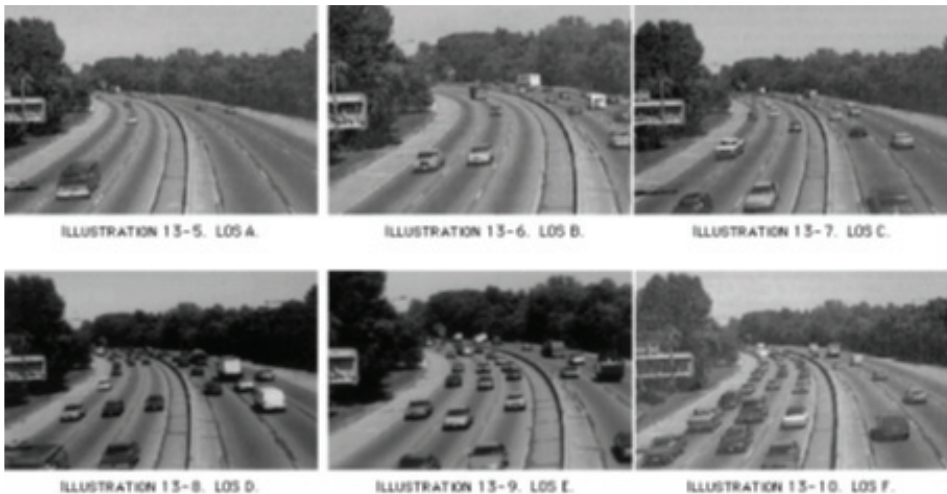 ILLUSTRATION 13-5. LOS A.
ILLUSTRATION 13-6. LOS B.
ILLUSTRATION 13-7. LOS C.
ILLUSTRATION 13-8. LOS D.
ILLUSTRATION 13-9. LOS E.
ILLUSTRATION 13-10. LOS F.